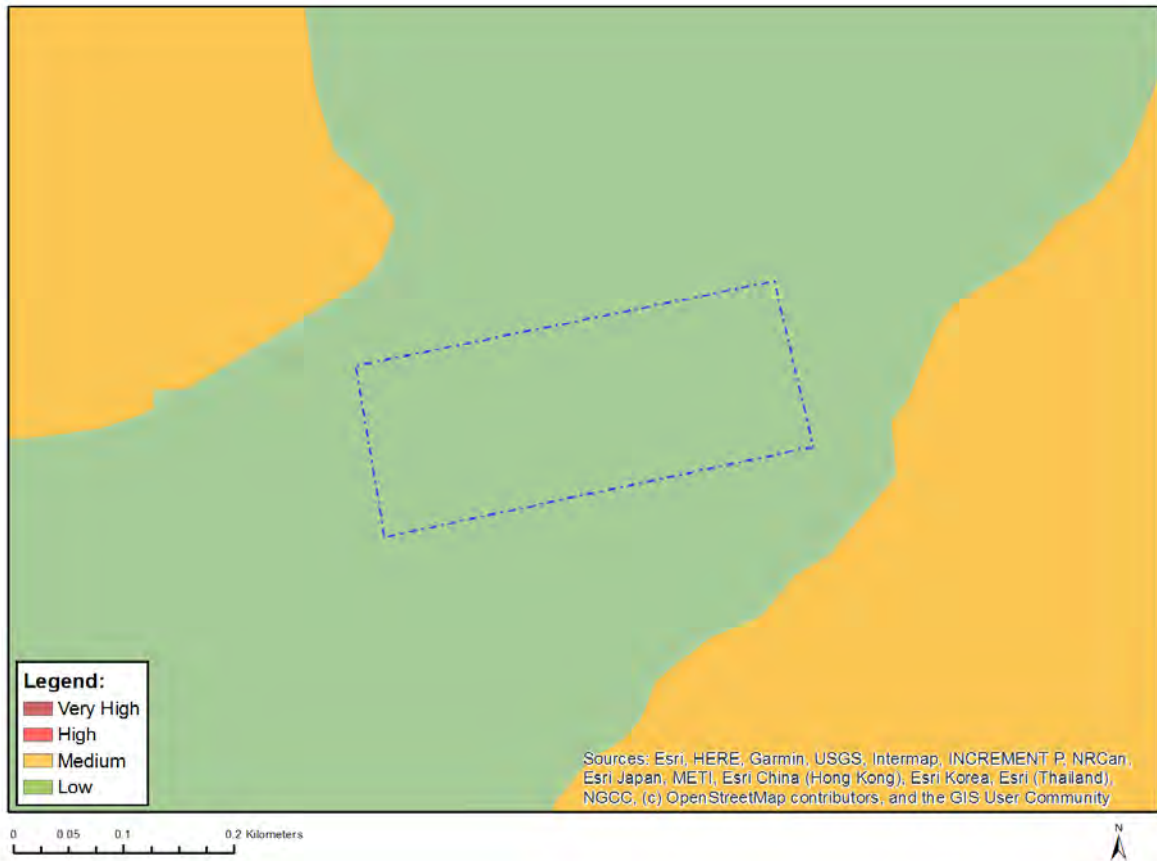 Legend:
Very High
High
Medium
Low
Sources: Esri, HERE, Garmin, USGS, Intermap, INCREMENT P, NRCan,
Esri Japan, METI, Esri China (Hong Kong), Esri Korea, Esri (Thailand),
NGCC, (c) OpenStreetMap contributors, and the GIS User Community
0 0.05 0.1 0.2 Kilometers
N